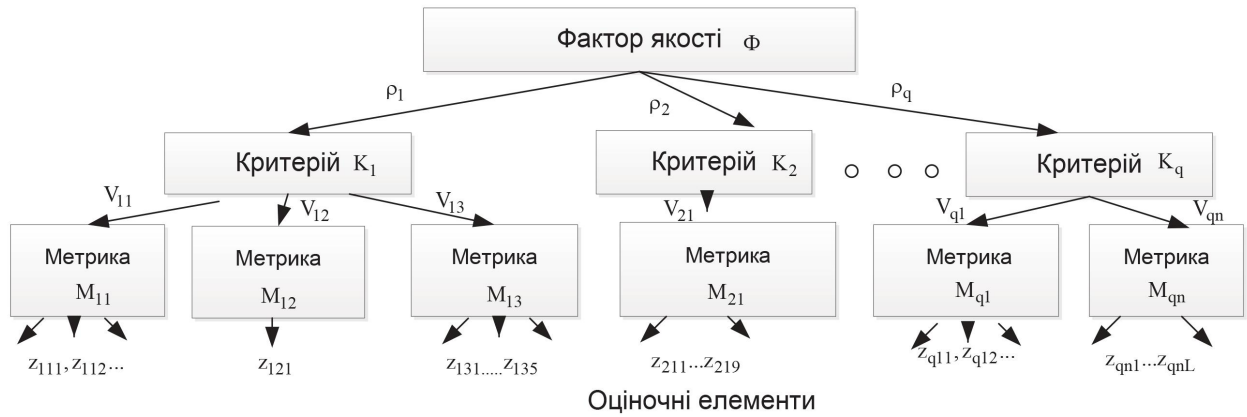 Фактор якості Ф
ρ1 ρ2 ρq
Критерій K1 Критерій K2 Критерій Kq
V11 V12 V13 V21 Vq1 Vqn
Метрика Метрика Метрика Метрика Метрика Метрика
M11 M12 M13 M21 Mq1 Mqn
z111, z112... z121 z131.....z135 z211...z219 zq11, zq12... zqn1...zqnL
Оціночні елементи